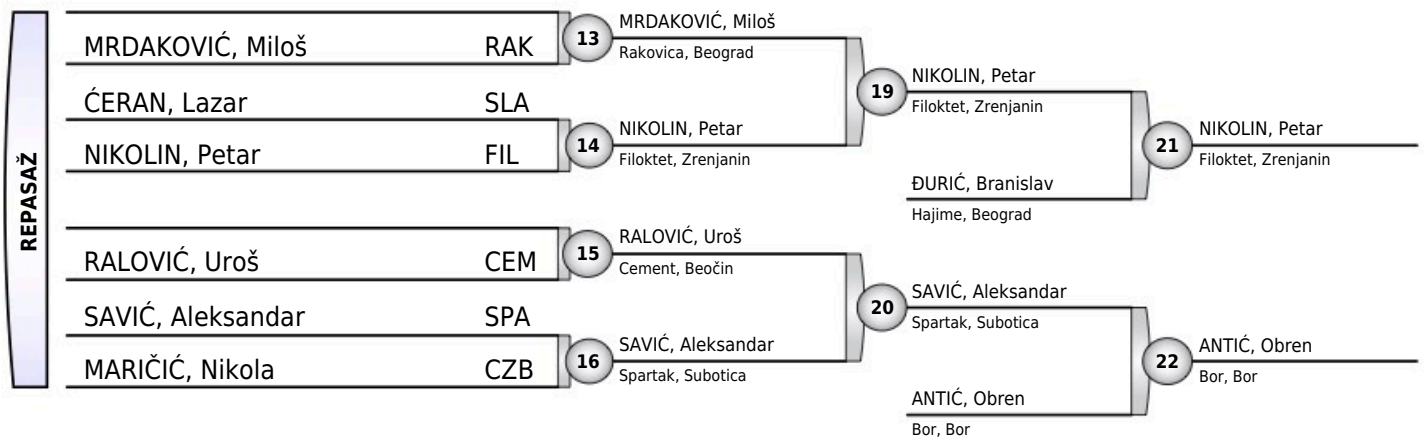 REPASAŽ
MRDAKOVIĆ, Miloš RAK
ĆERAN, Lazar SLA
NIKOLIN, Petar FIL
RALOVIĆ, Uroš CEM
SAVIĆ, Aleksandar SPA
MARIČIĆ, Nikola CZB
13
MRDAKOVIĆ, Miloš
Rakovica, Beograd
14
NIKOLIN, Petar
Filoktet, Zrenjanin
15
RALOVIĆ, Uroš
Cement, Beočin
16
SAVIĆ, Aleksandar
Spartak, Subotica
19
NIKOLIN, Petar
Filoktet, Zrenjanin
ĐURIĆ, Branislav
Hajime, Beograd
20
SAVIĆ, Aleksandar
Spartak, Subotica
ANTIĆ, Obren
Bor, Bor
21
NIKOLIN, Petar
Filoktet, Zrenjanin
22
ANTIĆ, Obren
Bor, Bor